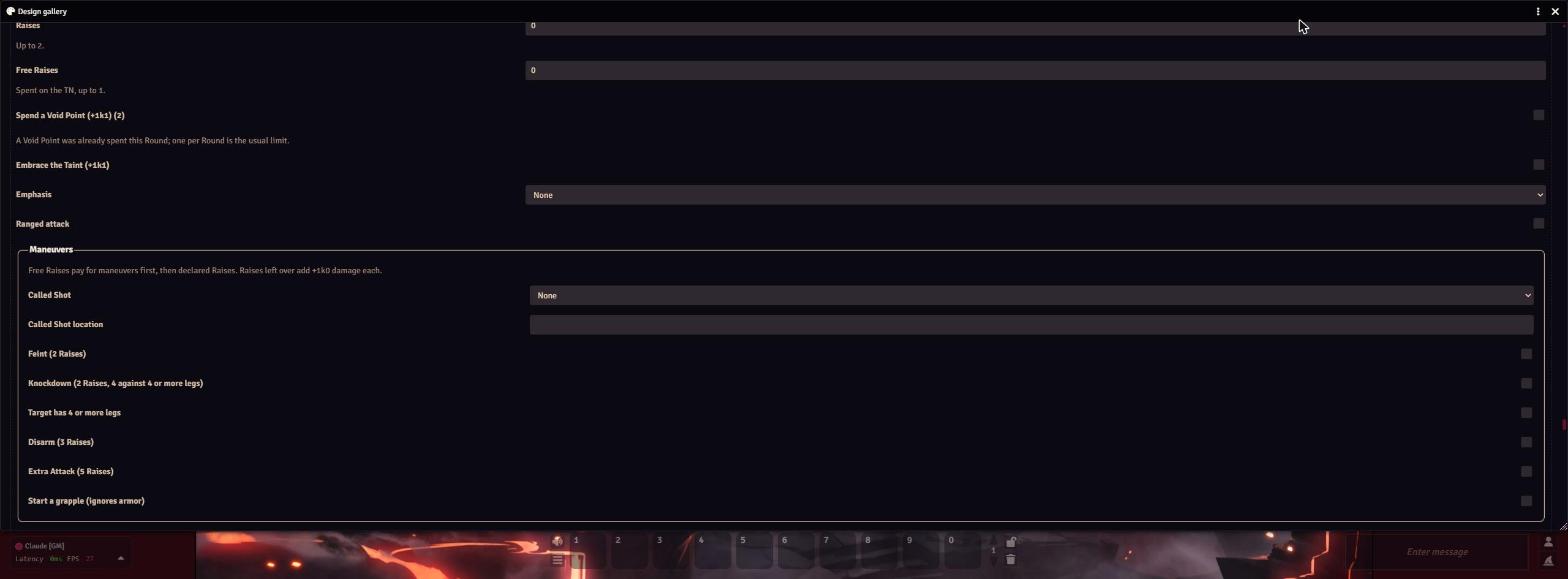 Design gallery
Raises 0
Up to 2.
Free Raises 0
Spent on the TN, up to 1.
Spend a Void Point (+1k1) (2)
A Void Point was already spent this Round; one per Round is the usual limit.
Embrace the Taint (+1k1)
Emphasis None
Ranged attack
Maneuvers
Free Raises pay for maneuvers first, then declared Raises. Raises left over add +1k0 damage each.
Called Shot None
Called Shot location
Feint (2 Raises)
Knockdown (2 Raises, 4 against 4 or more legs)
Target has 4 or more legs
Disarm (3 Raises)
Extra Attack (5 Raises)
Start a grapple (ignores armor)
Claude [GM]
Latency 0ms FPS 27
1 2 3 4 5 6 7 8 9 0
1
Enter message